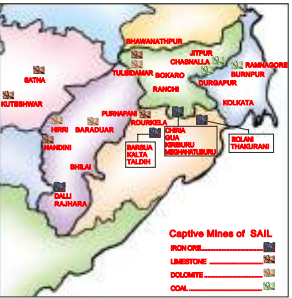 BHAWANATHPUR
JITPUR
CHASNALLA
RAMNAGORE
SATNA
TULSIDAMAR
BOKARO
BURNPUR
DURGAPUR
RANCHI
KUTESHWAR
KOLKATA
PURNAPANI
HIRRI
BARADUAR
ROURKELA
CHIRIA
GUA
KIRIBURU
MEGHAHATUBURU
BOLANI
THAKURANI
NANDINI
BARSUA
KALTA
TALDIH
BHILAI
DALLI
RAJHARA
Captive Mines of SAIL
IRON ORE
LIMESTONE
DOLOMITE
COAL